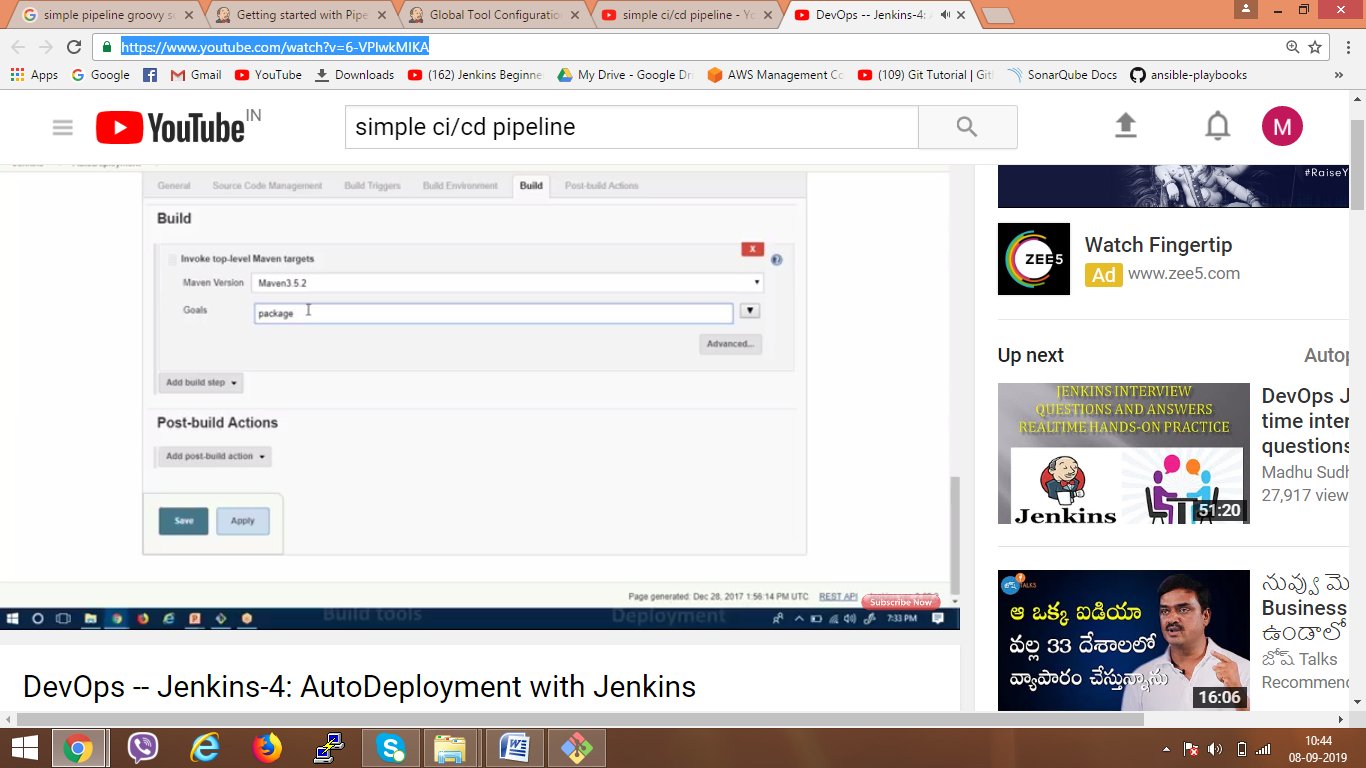 simple pipeline groovy s
Getting started with Pipe
Global Tool Configuratio
simple ci/cd pipeline - Yo
DevOps -- Jenkins-4: A
https://www.youtube.com/watch?v=6-VPlwkMIKA
Apps
Google
Gmail
YouTube
Downloads
(162) Jenkins Beginne
My Drive - Google Dri
AWS Management Co
(109) Git Tutorial | Git
SonarQube Docs
ansible-playbooks
YouTube IN
simple ci/cd pipeline
M
General
Source Code Management
Build Triggers
Build Environment
Build
Post-build Actions
Build
Invoke top-level Maven targets
X
Maven Version
Maven3.5.2
Goals
package
Advanced...
Add build step
Post-build Actions
Add post-build action
Save
Apply
Page generated: Dec 28, 2017 1:56:14 PM UTC
REST API
Subscribe Now
Build tools
Deployment
7:33 PM
DevOps -- Jenkins-4: AutoDeployment with Jenkins
#RaiseY
ZEE5
Watch Fingertip
Ad www.zee5.com
Up next
Autop
JENKINS INTERVIEW
QUESTIONS AND ANSWERS
REALTIME HANDS-ON PRACTICE
Jenkins
51:20
DevOps J
time inter
questions
Madhu Sudh
27,917 view
TALKS
ఆ ఒక్క ఐడియా
వల్ల 33 దేశాలలో
వ్యాపారం చేస్తున్నాను
16:06
నువ్వు మొ
Business
ఉండాలో
జోష్ Talks
Recommend
10:44
08-09-2019